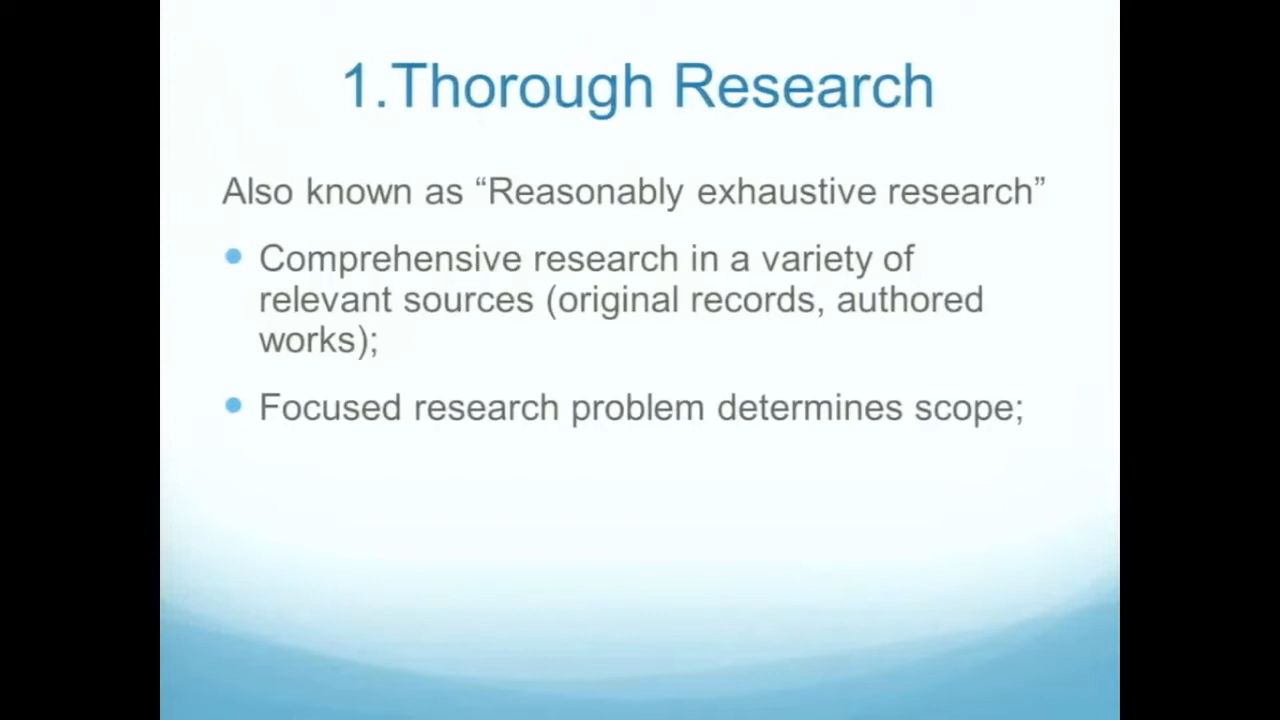 1.Thorough Research
Also known as “Reasonably exhaustive research”
Comprehensive research in a variety of
relevant sources (original records, authored
works);
Focused research problem determines scope;